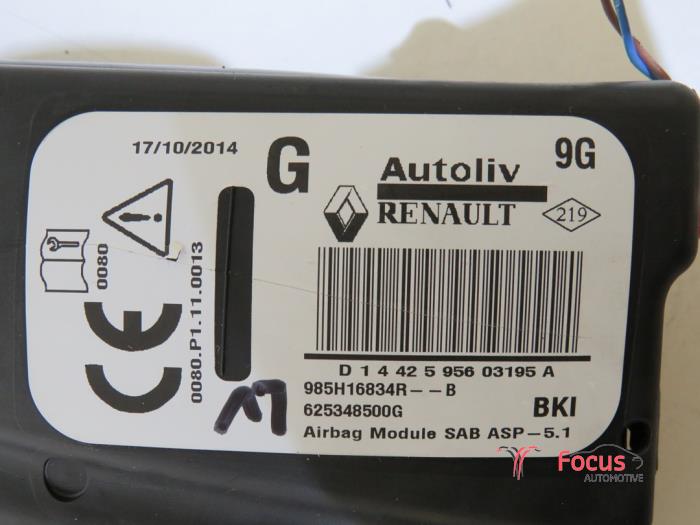 17/10/2014
G
Autoliv
9G
RENAULT
219
0080
0080.P1.11.0013
CE
D 1 4 42 5 956 03195 A
985H16834R--B
625348500G
BKI
Airbag Module SAB ASP-5.1
Focus
AUTOMOTIVE